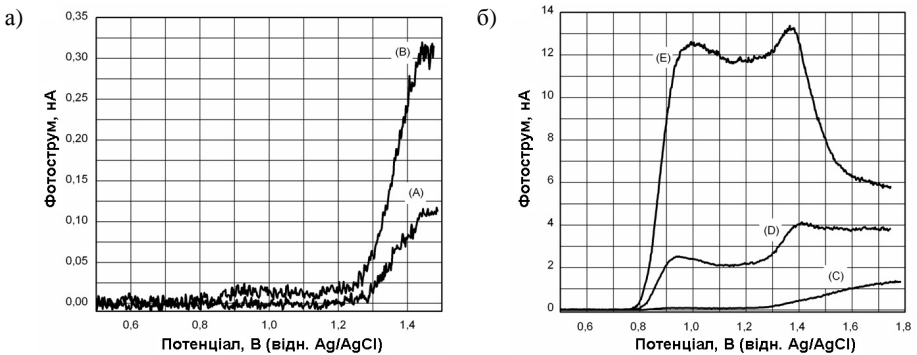 а)
0,35
0,30
0,25
0,20
0,15
0,10
0,05
0,00
Фотострум, нА
(B)
(A)
0,6 0,8 1,0 1,2 1,4
Потенціал, В (відн. Ag/AgCl)
б)
14
12
10
8
6
4
2
0
Фотострум, нА
(E)
(D)
(C)
0,6 0,8 1,0 1,2 1,4 1,6 1,8
Потенціал, В (відн. Ag/AgCl)